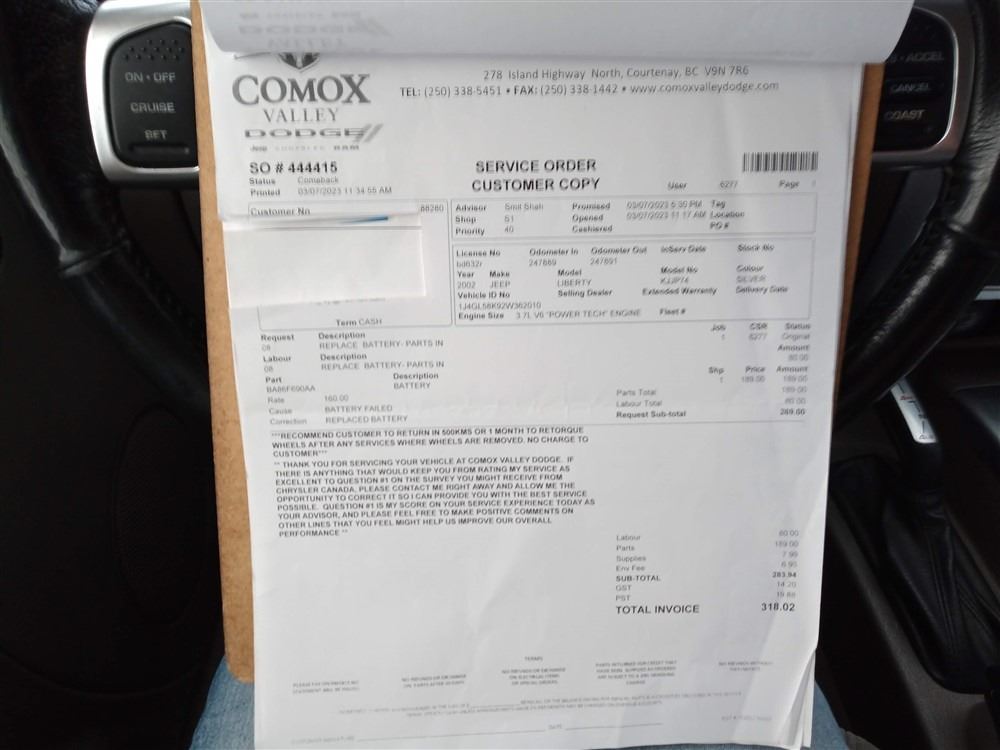 ON • OFF
CRUISE
SET
ACCEL
CANCEL
COAST
COMOX
VALLEY
DODGE
Jeep CHRYSLER RAM
278 Island Highway North, Courtenay, BC V9N 7R6
TEL: (250) 338-5451 • FAX: (250) 338-1442 • www.comoxvalleydodge.com
SO # 444415
Status Comeback
Printed 03/07/2023 11:34:55 AM
SERVICE ORDER
CUSTOMER COPY
User 6277 Page
Customer No 88260
Term CASH
Advisor Smit Shah Promised 03/07/2023 5:30 PM Tag
Shop S1 Opened 03/07/2023 11:17 AM Location
Priority 40 Cashiered PO #
License No Odometer In Odometer Out InServ Date Stock No
247889 247891
Year Make Model Model No Colour
2002 JEEP LIBERTY KJJP74 SILVER
Vehicle ID No Selling Dealer Extended Warranty Delivery Date
1J4GL58K92W362010
Engine Size 3.7L V6 "POWER TECH" ENGINE Fleet #
Request Description Job CSR Status
08 REPLACE BATTERY- PARTS IN 1 6277 Original
Labour Description Amount
08 REPLACE BATTERY- PARTS IN 80.00
Part Description Shp Price Amount
BA86F690AA BATTERY 1 189.00 189.00
Rate 160.00 Parts Total 189.00
Cause BATTERY FAILED Labour Total 80.00
Correction REPLACED BATTERY Request Sub-total 269.00
***RECOMMEND CUSTOMER TO RETURN IN 500KMS OR 1 MONTH TO RETORQUE
WHEELS AFTER ANY SERVICES WHERE WHEELS ARE REMOVED. NO CHARGE TO
CUSTOMER***
** THANK YOU FOR SERVICING YOUR VEHICLE AT COMOX VALLEY DODGE. IF
THERE IS ANYTHING THAT WOULD KEEP YOU FROM RATING MY SERVICE AS
EXCELLENT TO QUESTION #1 ON THE SURVEY YOU MIGHT RECEIVE FROM
CHRYSLER CANADA, PLEASE CONTACT ME RIGHT AWAY AND ALLOW ME THE
OPPORTUNITY TO CORRECT IT SO I CAN PROVIDE YOU WITH THE BEST SERVICE
POSSIBLE. QUESTION #1 IS MY SCORE ON YOUR SERVICE EXPERIENCE TODAY AS
YOUR ADVISOR, AND PLEASE FEEL FREE TO MAKE POSITIVE COMMENTS ON
OTHER LINES THAT YOU FEEL MIGHT HELP US IMPROVE OUR OVERALL
PERFORMANCE **
Labour 80.00
Parts 189.00
Supplies 7.99
Env Fee 6.95
SUB-TOTAL 283.94
GST 14.20
PST 19.88
TOTAL INVOICE 318.02
TERMS